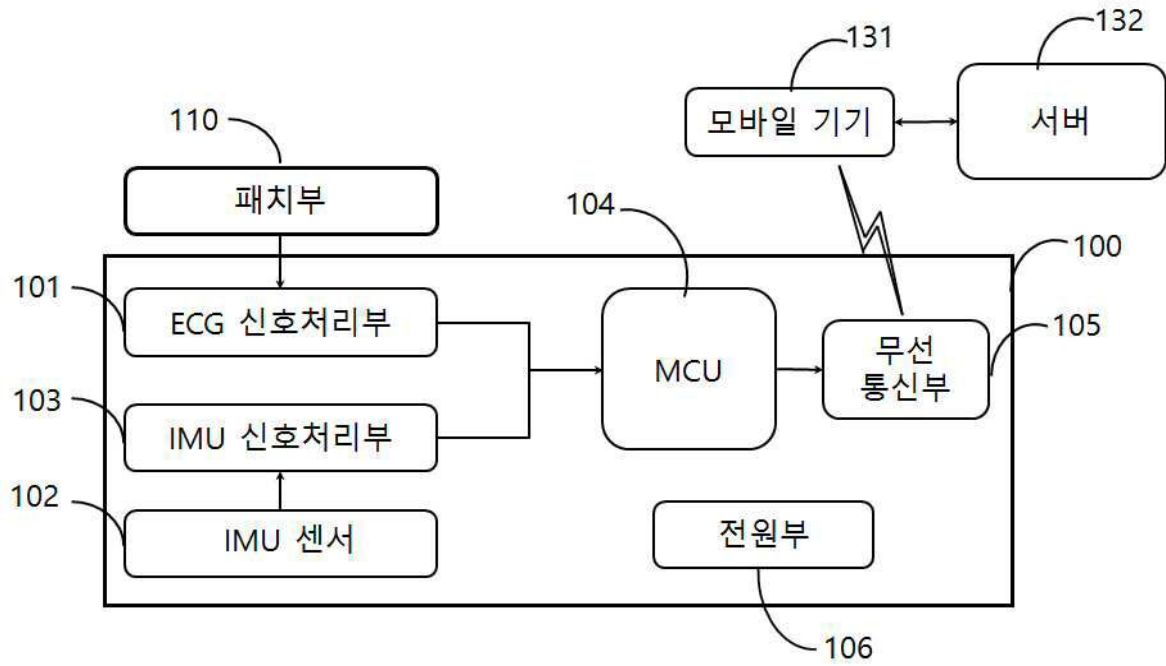 131
132
모바일 기기
서버
110
패치부
104
100
101
ECG 신호처리부
MCU
무선
통신부
105
103
IMU 신호처리부
102
IMU 센서
전원부
106